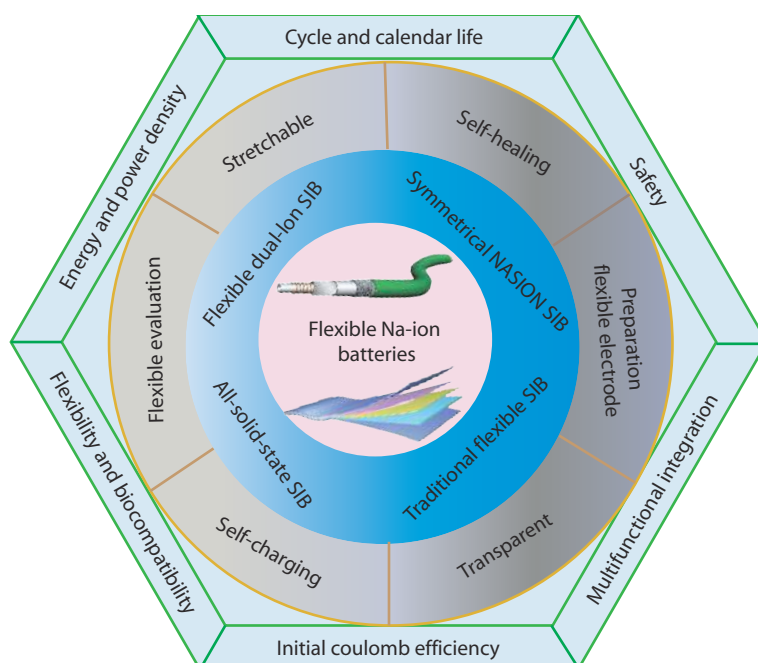 Cycle and calendar life
Safety
Multifunctional integration
Initial coulomb efficiency
Flexibility and biocompatibility
Energy and power density
Stretchable
Self-healing
Preparation
flexible electrode
Transparent
Self-charging
Flexible evaluation
Flexible dual-Ion SIB
Symmetrical NASION SIB
Traditional flexible SIB
All-solid-state SIB
Flexible Na-ion
batteries